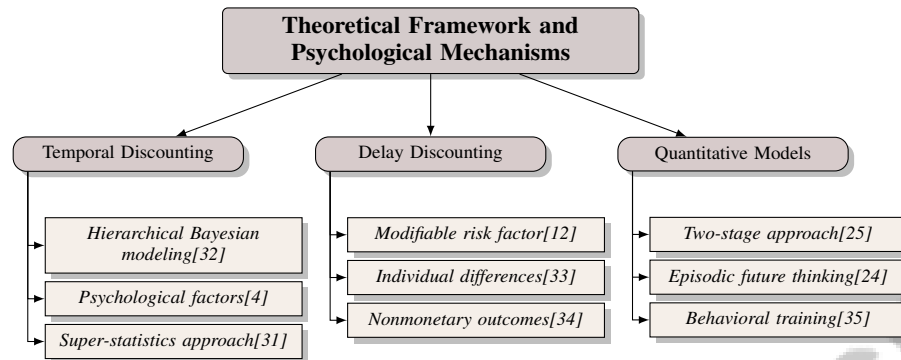 Theoretical Framework and
Psychological Mechanisms
Temporal Discounting
Hierarchical Bayesian
modeling[32]
Psychological factors[4]
Super-statistics approach[31]
Delay Discounting
Modifiable risk factor[12]
Individual differences[33]
Nonmonetary outcomes[34]
Quantitative Models
Two-stage approach[25]
Episodic future thinking[24]
Behavioral training[35]